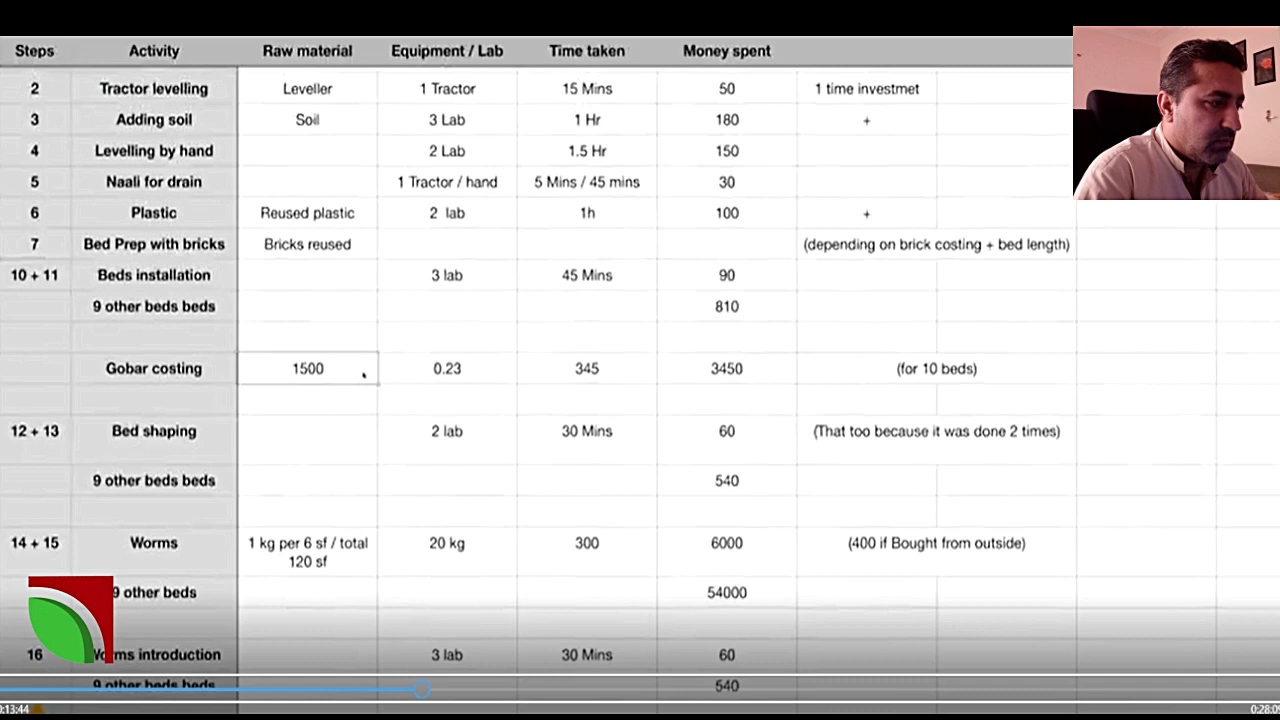 Steps Activity Raw material Equipment / Lab Time taken Money spent
2 Tractor levelling Leveller 1 Tractor 15 Mins 50 1 time investmet
3 Adding soil Soil 3 Lab 1 Hr 180 +
4 Levelling by hand 2 Lab 1.5 Hr 150
5 Naali for drain 1 Tractor / hand 5 Mins / 45 mins 30
6 Plastic Reused plastic 2 lab 1h 100 +
7 Bed Prep with bricks Bricks reused (depending on brick costing + bed length)
10 + 11 Beds installation 3 lab 45 Mins 90
9 other beds beds 810
Gobar costing 1500 0.23 345 3450 (for 10 beds)
12 + 13 Bed shaping 2 lab 30 Mins 60 (That too because it was done 2 times)
9 other beds beds 540
14 + 15 Worms 1 kg per 6 sf / total 20 kg 300 6000 (400 if Bought from outside)
120 sf
9 other beds 54000
16 Worms introduction 3 lab 30 Mins 60
9 other beds beds 540
0:13:44